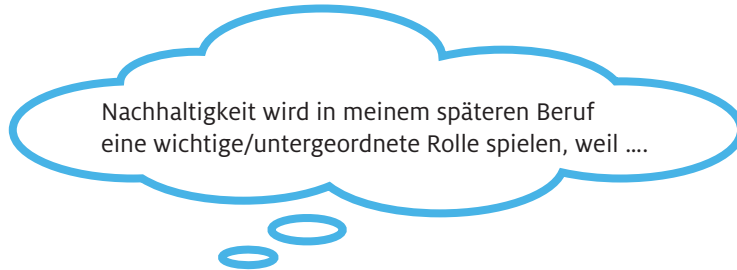 Nachhaltigkeit wird in meinem späteren Beruf
eine wichtige/untergeordnete Rolle spielen, weil ....